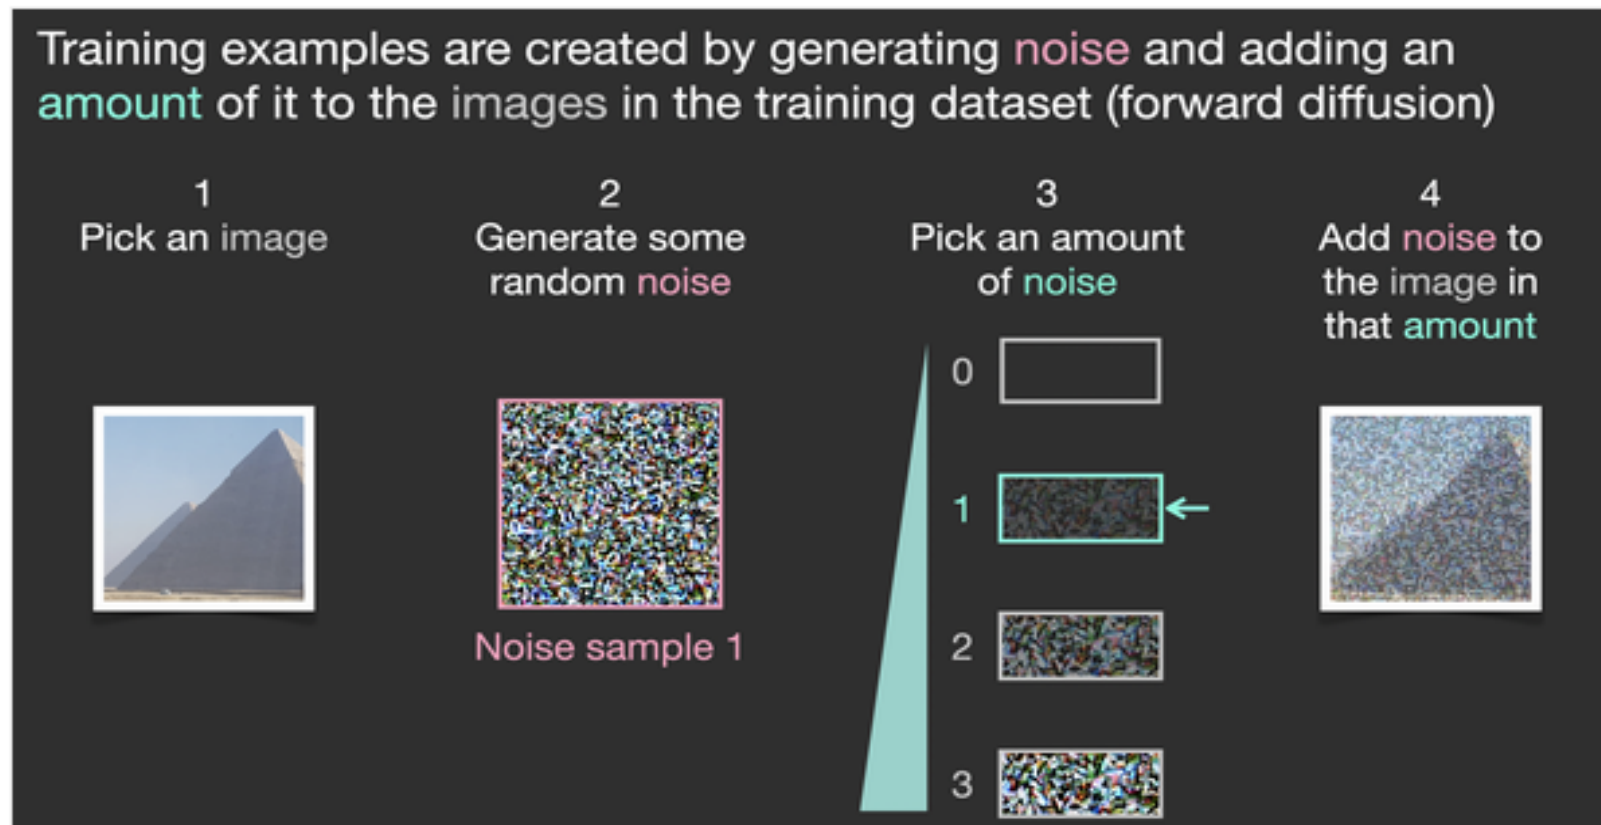 Training examples are created by generating noise and adding an
amount of it to the images in the training dataset (forward diffusion)
1
Pick an image
2
Generate some
random noise
Noise sample 1
3
Pick an amount
of noise
0
1
2
3
4
Add noise to
the image in
that amount